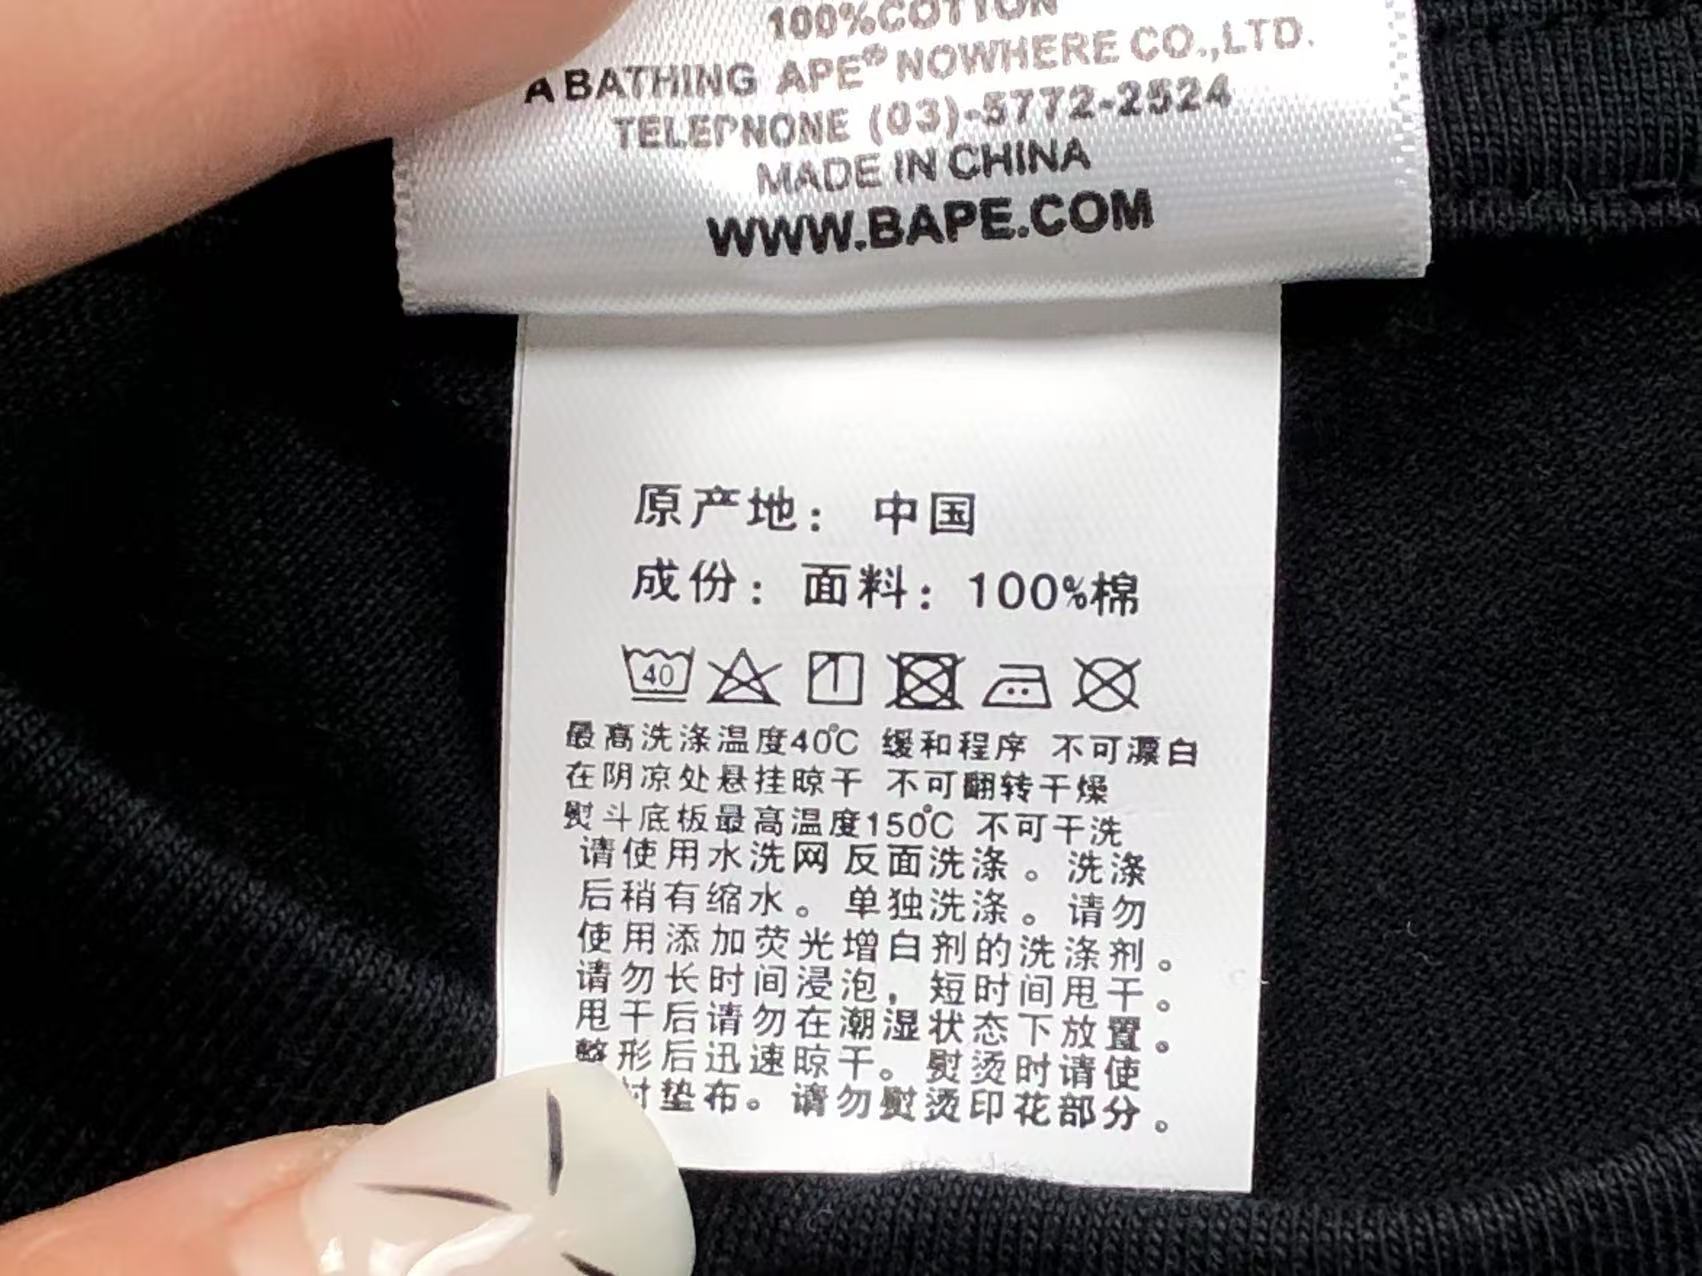 100%COTTON
A BATHING APE® NOWHERE CO.,LTD.
TELEPNONE (03)-5772-2524
MADE IN CHINA
WWW.BAPE.COM
原产地：中国
成份：面料：100%棉
40
最高洗涤温度40℃ 缓和程序 不可漂白
在阴凉处悬挂晾干 不可翻转干燥
熨斗底板最高温度150℃ 不可干洗
请使用水洗网反面洗涤。洗涤
后稍有缩水。单独洗涤。请勿
使用添加荧光增白剂的洗涤剂。
请勿长时间浸泡，短时间甩干。
甩干后请勿在潮湿状态下放置。
整形后迅速晾干。熨烫时请使
衬垫布。请勿熨烫印花部分。